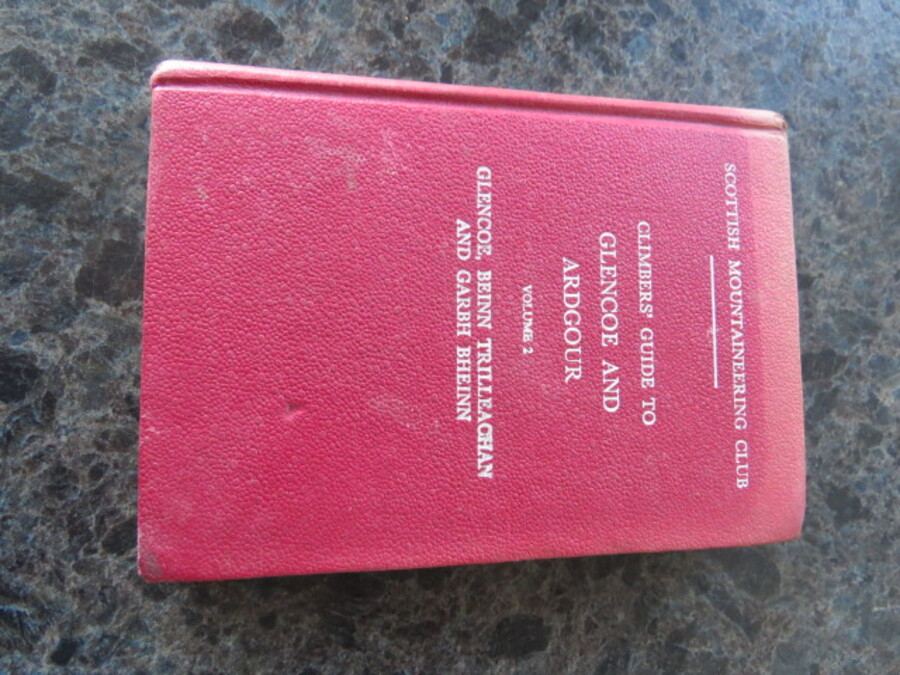 SCOTTISH MOUNTAINEERING CLUB
CLIMBERS' GUIDE TO
GLENCOE AND
ARDGOUR
VOLUME 2
GLENCOE, BEINN TRILLEACHAN
AND GARBH BHEINN